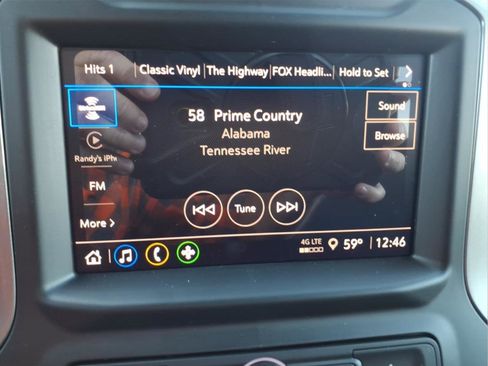 Hits 1 Classic Vinyl The Highway FOX Headli... Hold to Set
58 Prime Country
Alabama
Tennessee River
Sound
Browse
Randy's iPh
FM
More
Tune
4G LTE 59° 12:46